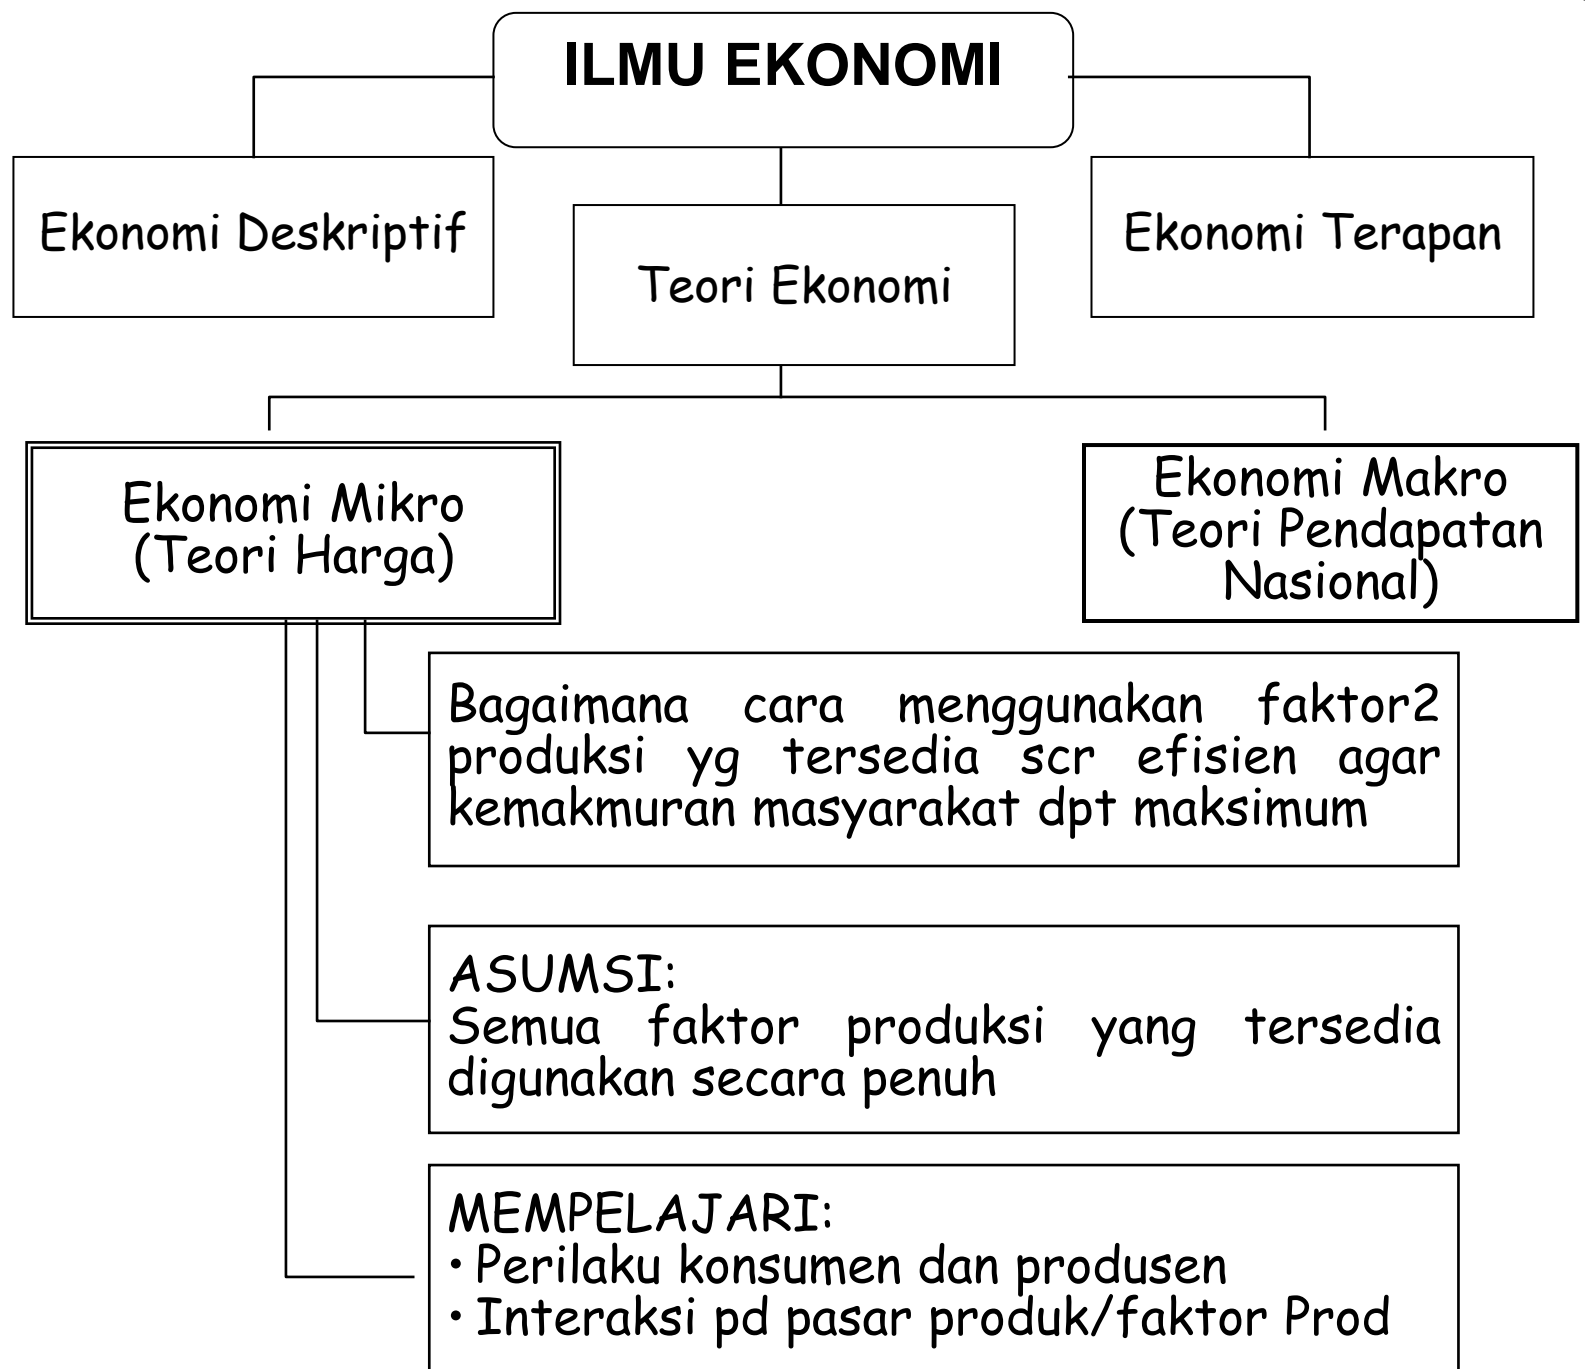 ILMU EKONOMI
Ekonomi Deskriptif
Teori Ekonomi
Ekonomi Terapan
Ekonomi Mikro
(Teori Harga)
Ekonomi Makro
(Teori Pendapatan
Nasional)
Bagaimana cara menggunakan faktor2
produksi yg tersedia scr efisien agar
kemakmuran masyarakat dpt maksimum
ASUMSI:
Semua faktor produksi yang tersedia
digunakan secara penuh
MEMPELAJARI:
• Perilaku konsumen dan produsen
• Interaksi pd pasar produk/faktor Prod